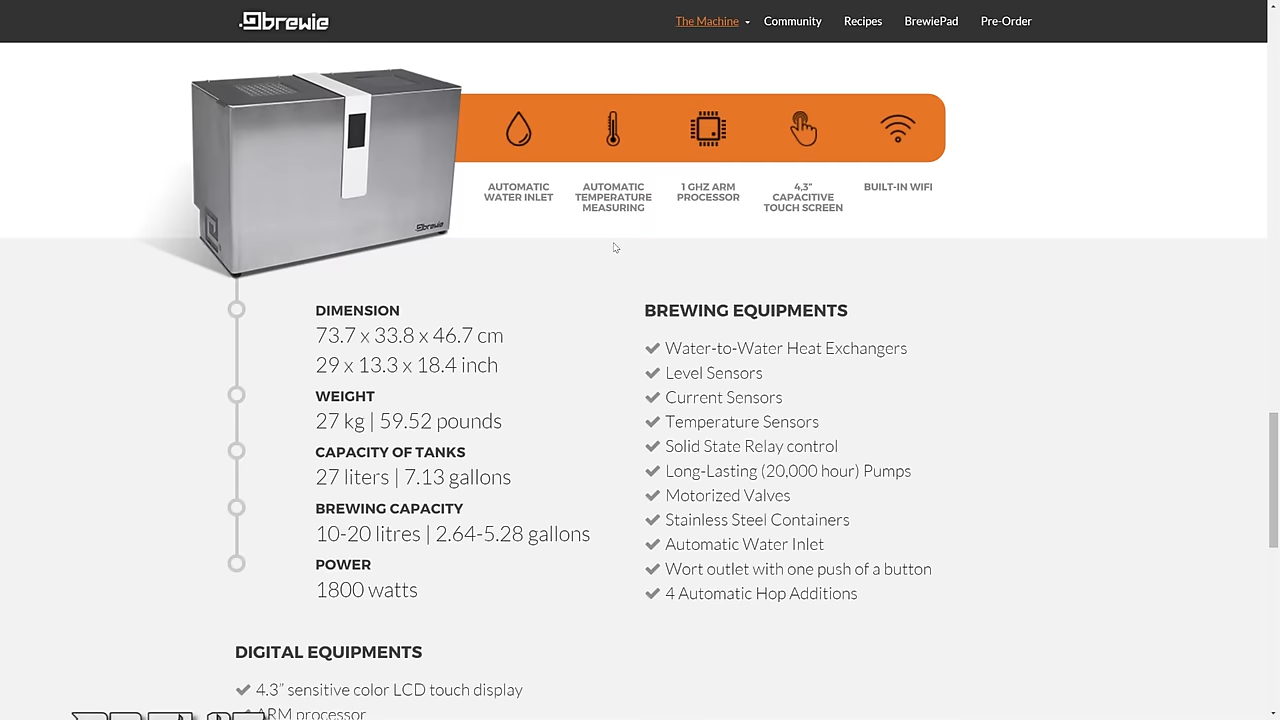 brewie
The Machine
Community
Recipes
BrewiePad
Pre-Order
AUTOMATIC
WATER INLET
AUTOMATIC
TEMPERATURE
MEASURING
1 GHZ ARM
PROCESSOR
4,3"
CAPACITIVE
TOUCH SCREEN
BUILT-IN WIFI
brewie
DIMENSION
73.7 x 33.8 x 46.7 cm
29 x 13.3 x 18.4 inch
WEIGHT
27 kg | 59.52 pounds
CAPACITY OF TANKS
27 liters | 7.13 gallons
BREWING CAPACITY
10-20 litres | 2.64-5.28 gallons
POWER
1800 watts
BREWING EQUIPMENTS
Water-to-Water Heat Exchangers
Level Sensors
Current Sensors
Temperature Sensors
Solid State Relay control
Long-Lasting (20,000 hour) Pumps
Motorized Valves
Stainless Steel Containers
Automatic Water Inlet
Wort outlet with one push of a button
4 Automatic Hop Additions
DIGITAL EQUIPMENTS
4.3" sensitive color LCD touch display
ARM processor